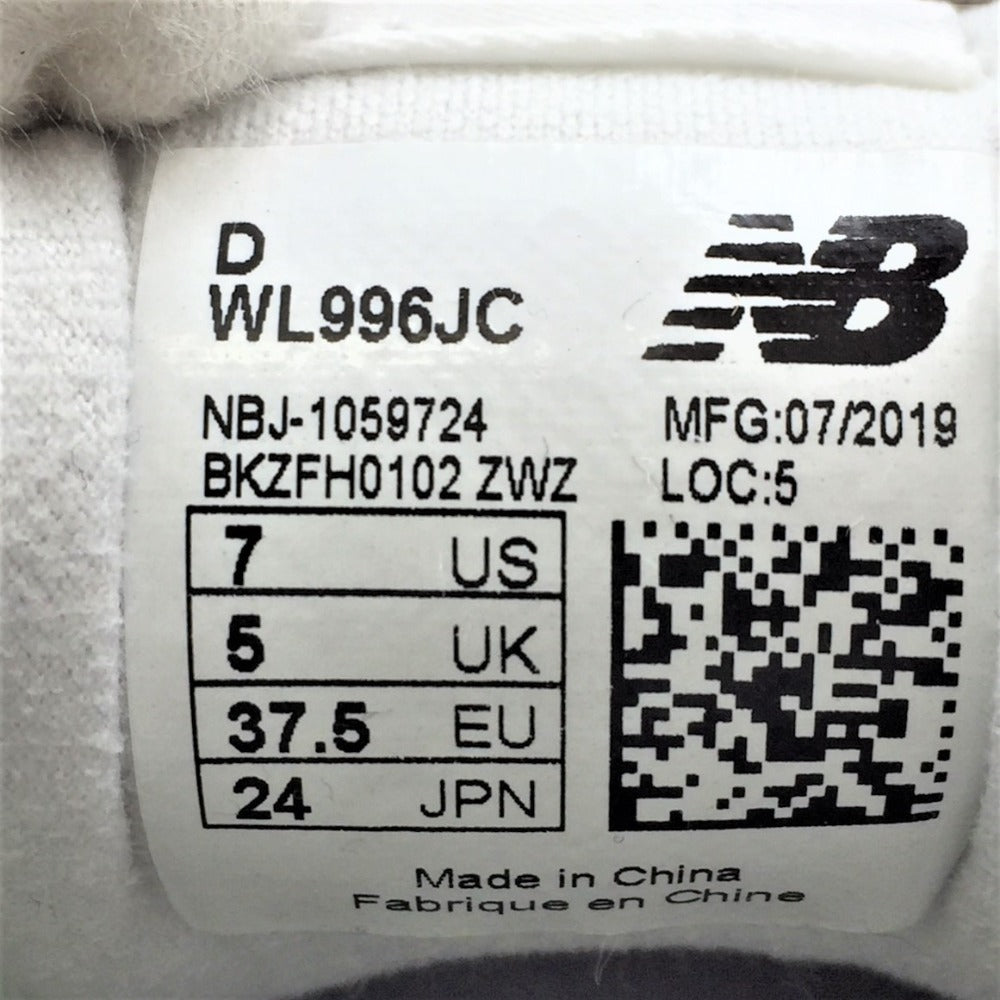 D
WL996JC
NB
NBJ-1059724
MFG:07/2019
BKZFH0102 ZWZ
LOC:5
7 US
5 UK
37.5 EU
24 JPN
Made in China
Fabrique en Chine